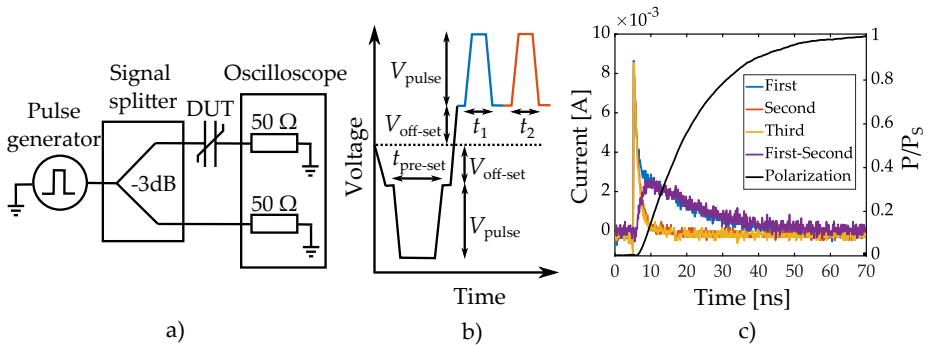 Pulse
generator
Signal
splitter
-3dB
DUT
Oscilloscope
50 Ω
50 Ω
a)
Voltage
V_pulse
V_off-set
t_pre-set
t_1
t_2
V_off-set
V_pulse
Time
b)
×10^-3
10
8
6
4
2
0
Current [A]
First
Second
Third
First-Second
Polarization
1
0.8
0.6
0.4
0.2
0
P/P_S
0 10 20 30 40 50 60 70
Time [ns]
c)